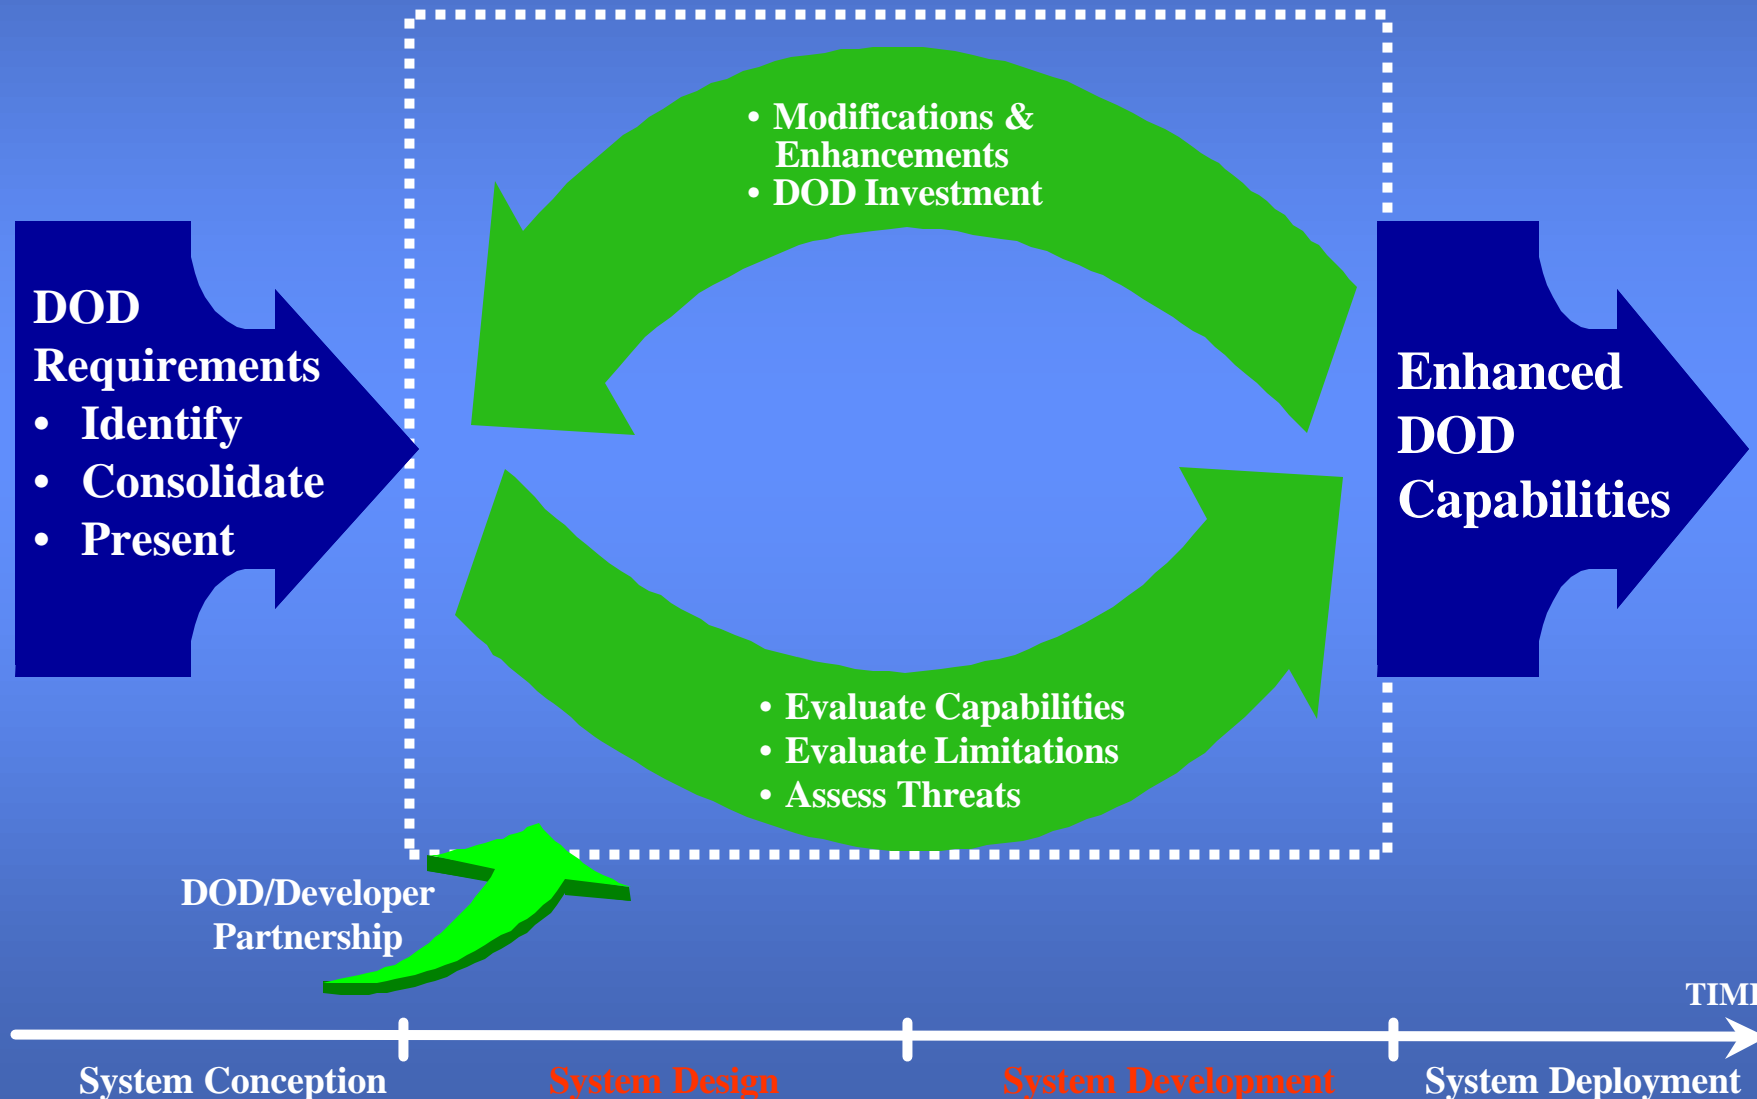 • Modifications &
Enhancements
• DOD Investment
DOD
Requirements
• Identify
• Consolidate
• Present
Enhanced
DOD
Capabilities
• Evaluate Capabilities
• Evaluate Limitations
• Assess Threats
DOD/Developer
Partnership
TIM
System Conception System Design System Development System Deployment